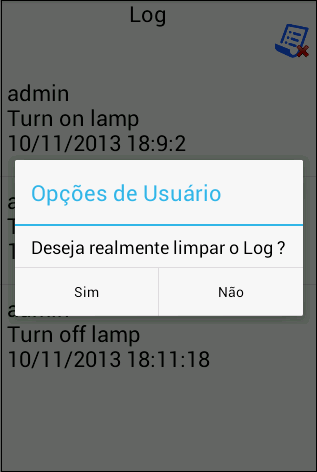 Log
admin
Turn on lamp
10/11/2013 18:9:2
Opções de Usuário
Deseja realmente limpar o Log ?
Sim
Não
Turn off lamp
10/11/2013 18:11:18